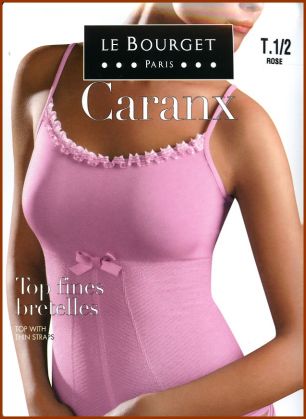 LE BOURGET
PARIS
T.1/2
ROSE
Caranx
Top fines
bretelles
TOP WITH
THIN STRAPS